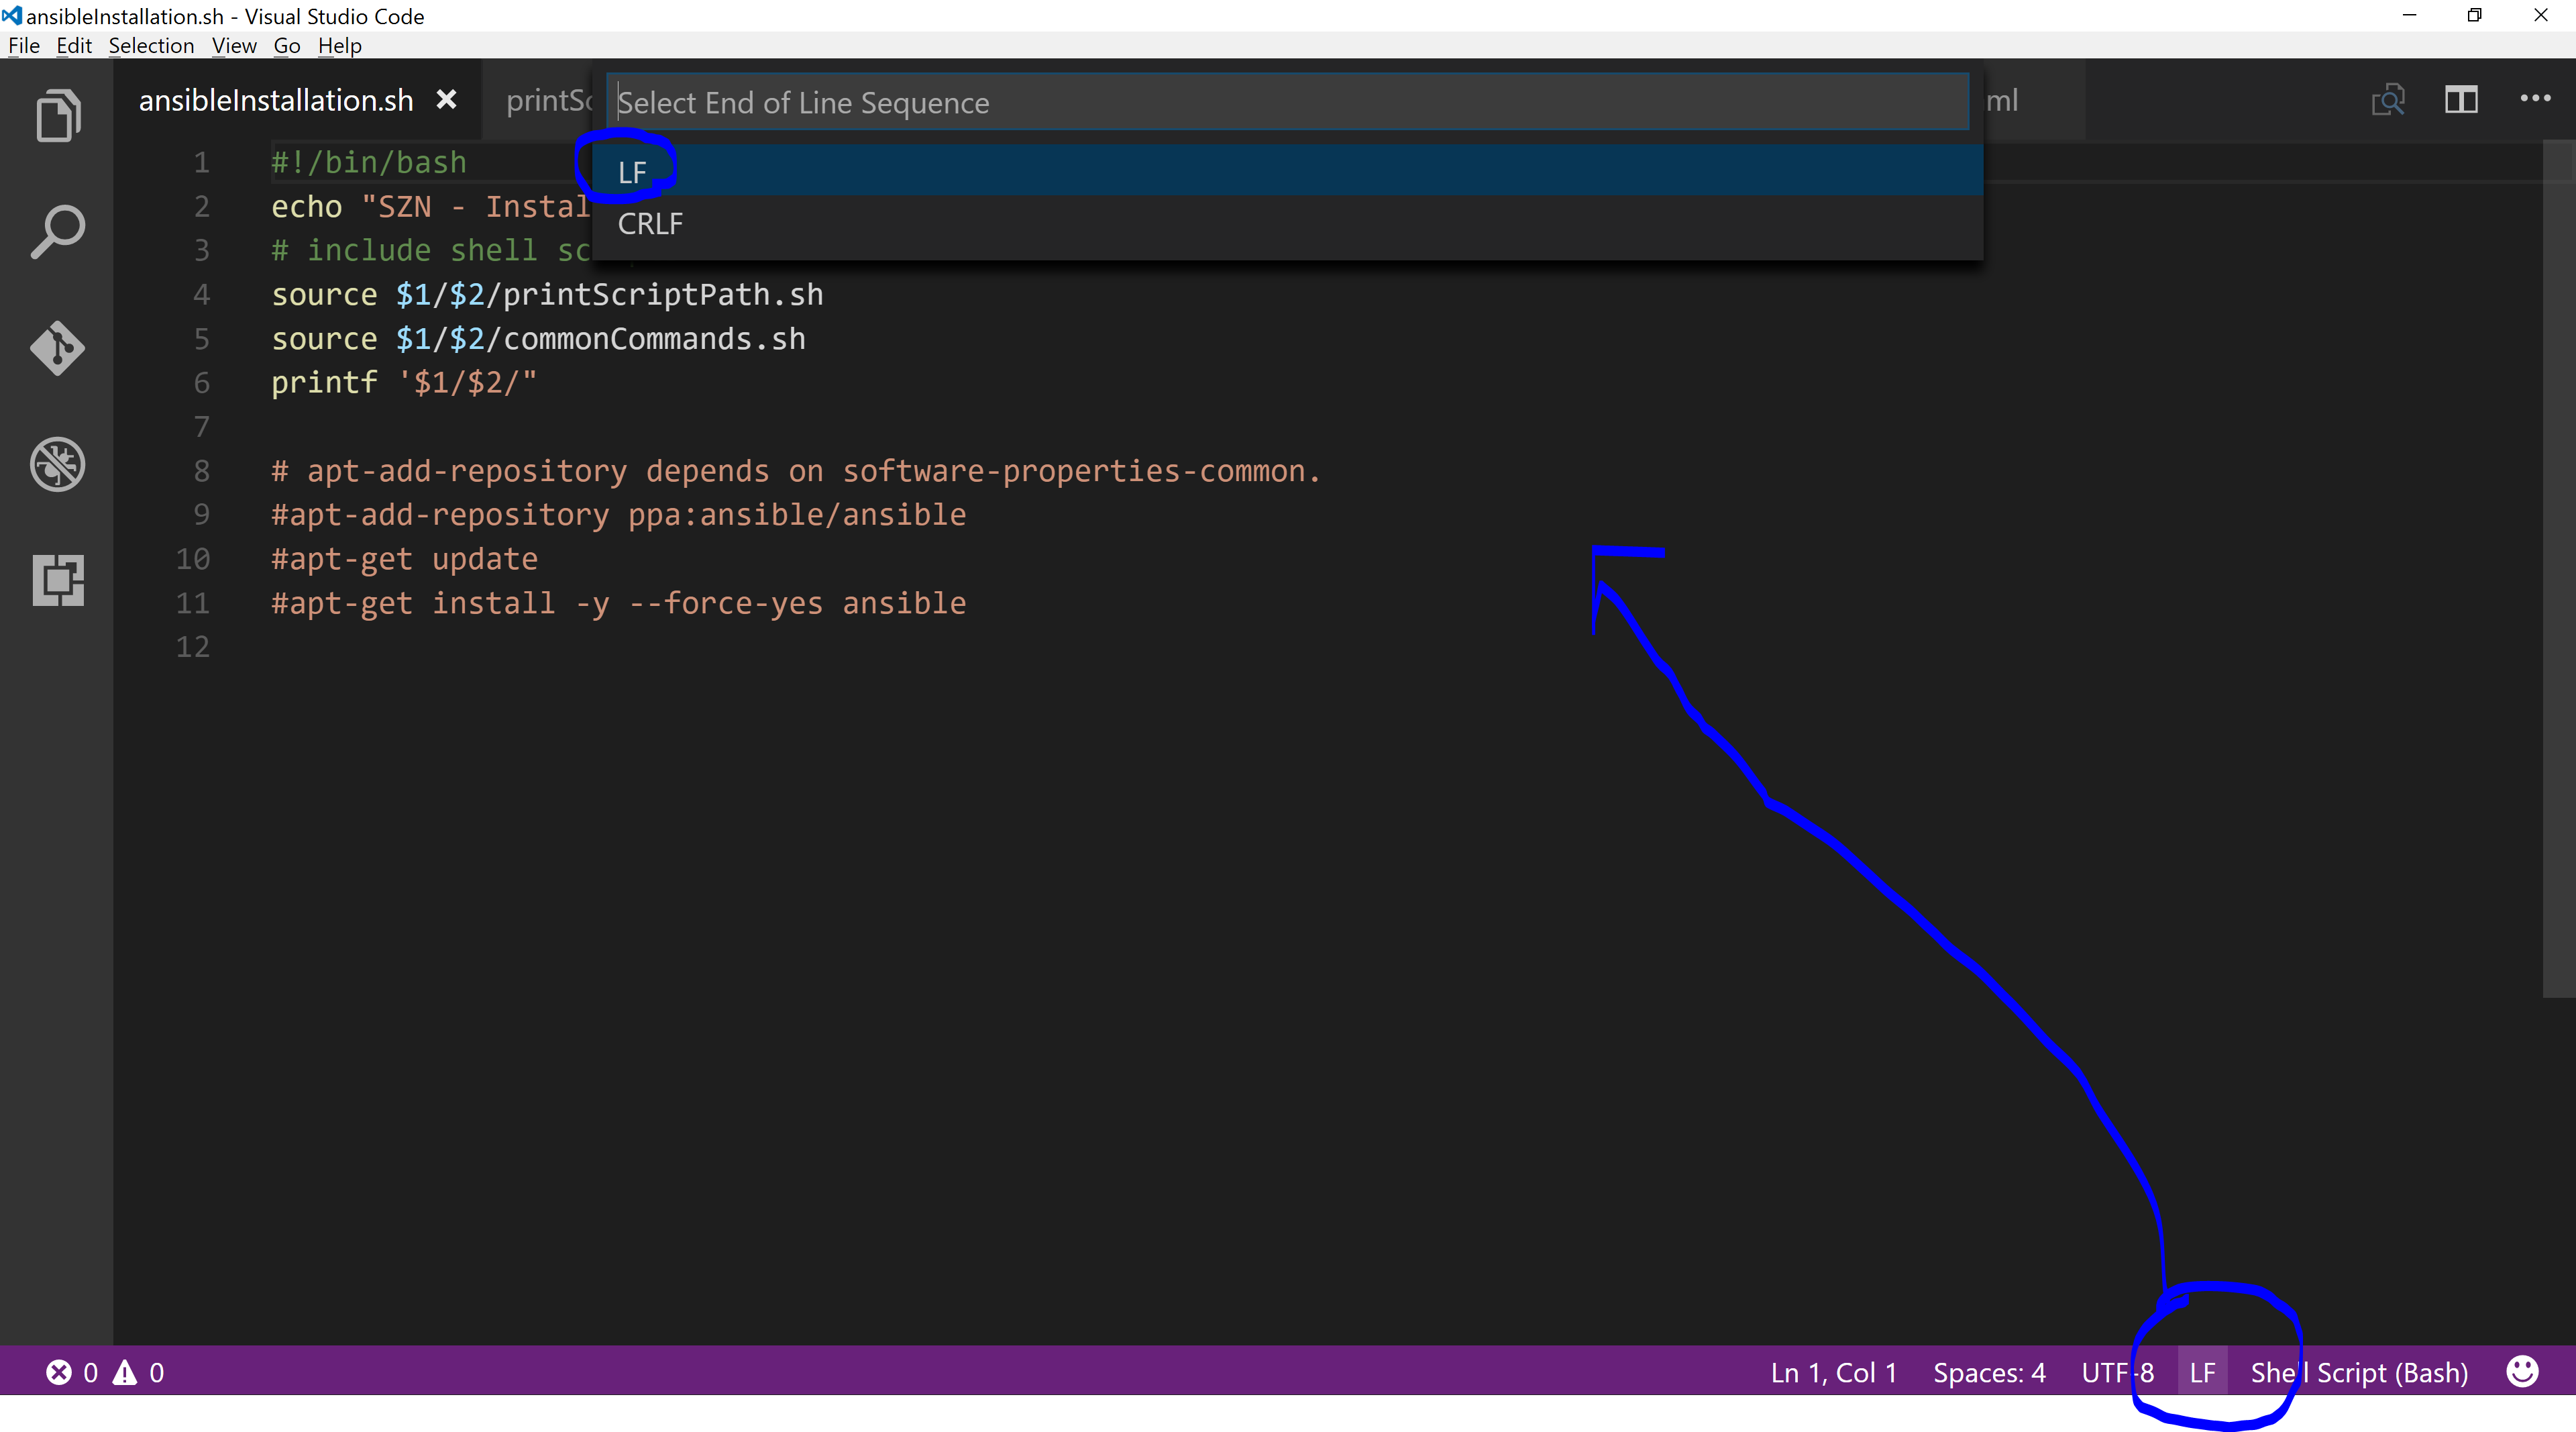 ansibleInstallation.sh - Visual Studio Code
File Edit Selection View Go Help
ansibleInstallation.sh printSc ml
Select End of Line Sequence
LF
CRLF
1 #!/bin/bash
2 echo "SZN - Instal
3 # include shell sc
4 source $1/$2/printScriptPath.sh
5 source $1/$2/commonCommands.sh
6 printf '$1/$2/"
7
8 # apt-add-repository depends on software-properties-common.
9 #apt-add-repository ppa:ansible/ansible
10 #apt-get update
11 #apt-get install -y --force-yes ansible
12
0 0 Ln 1, Col 1 Spaces: 4 UTF-8 LF Shell Script (Bash)